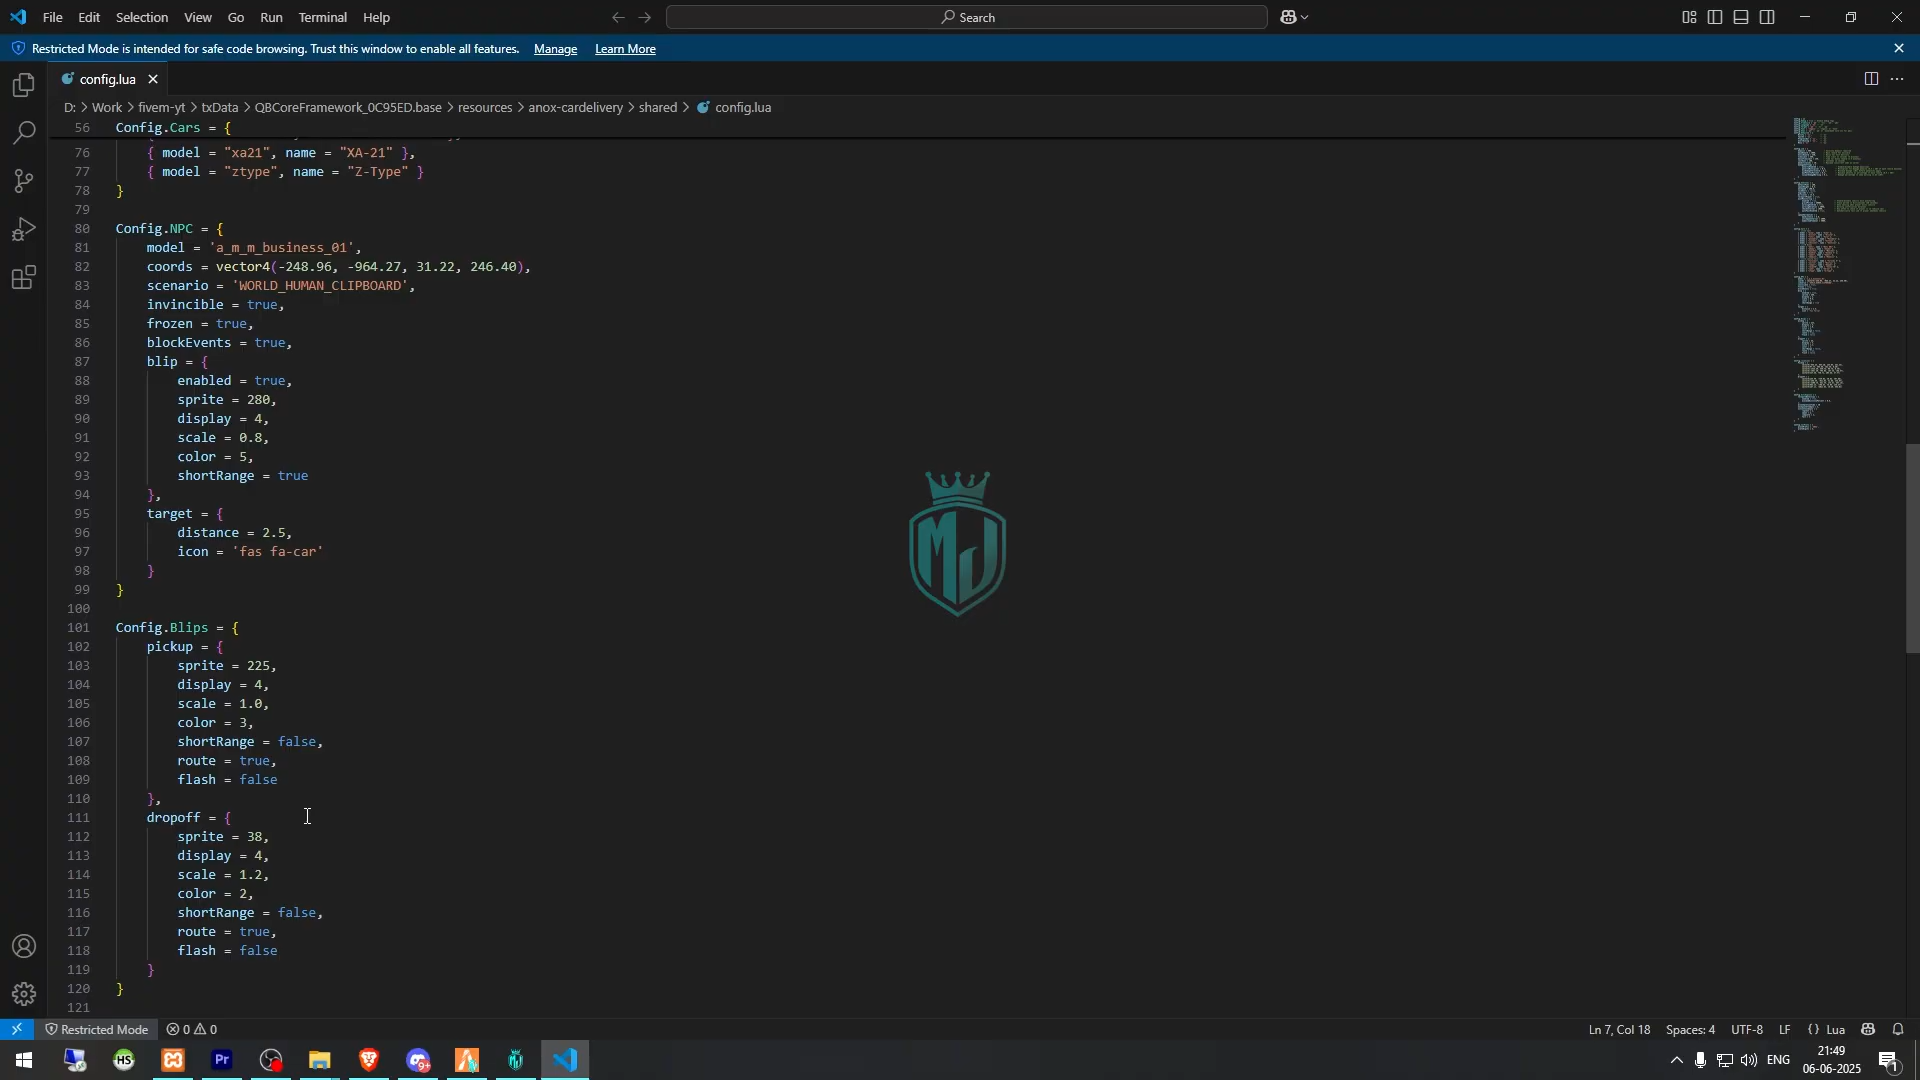 File Edit Selection View Go Run Terminal Help
Search
Restricted Mode is intended for safe code browsing. Trust this window to enable all features. Manage Learn More
config.lua
D: > Work > fivem-yt > txData > QBCoreFramework_0C95ED.base > resources > anox-cardelivery > shared > config.lua
56 Config.Cars = {
76 { model = "xa21", name = "XA-21" },
77 { model = "ztype", name = "Z-Type" }
78 }
79
80 Config.NPC = {
81 model = 'a_m_m_business_01',
82 coords = vector4(-248.96, -964.27, 31.22, 246.40),
83 scenario = 'WORLD_HUMAN_CLIPBOARD',
84 invincible = true,
85 frozen = true,
86 blockEvents = true,
87 blip = {
88 enabled = true,
89 sprite = 280,
90 display = 4,
91 scale = 0.8,
92 color = 5,
93 shortRange = true
94 },
95 target = {
96 distance = 2.5,
97 icon = 'fas fa-car'
98 }
99 }
100
101 Config.Blips = {
102 pickup = {
103 sprite = 225,
104 display = 4,
105 scale = 1.0,
106 color = 3,
107 shortRange = false,
108 route = true,
109 flash = false
110 },
111 dropoff = {
112 sprite = 38,
113 display = 4,
114 scale = 1.2,
115 color = 2,
116 shortRange = false,
117 route = true,
118 flash = false
119 }
120 }
121
MJ
Restricted Mode 0 0 Ln 7, Col 18 Spaces: 4 UTF-8 LF {} Lua
HS Pr 9+ ENG 21:49
06-06-2025 1